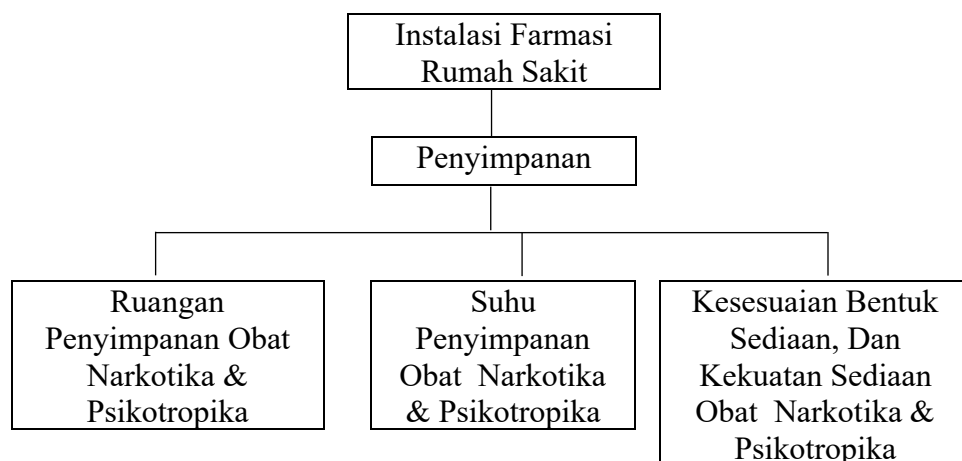 Instalasi Farmasi
Rumah Sakit
Penyimpanan
Ruangan
Penyimpanan Obat
Narkotika &
Psikotropika
Suhu
Penyimpanan
Obat Narkotika
& Psikotropika
Kesesuaian Bentuk
Sediaan, Dan
Kekuatan Sediaan
Obat Narkotika &
Psikotropika